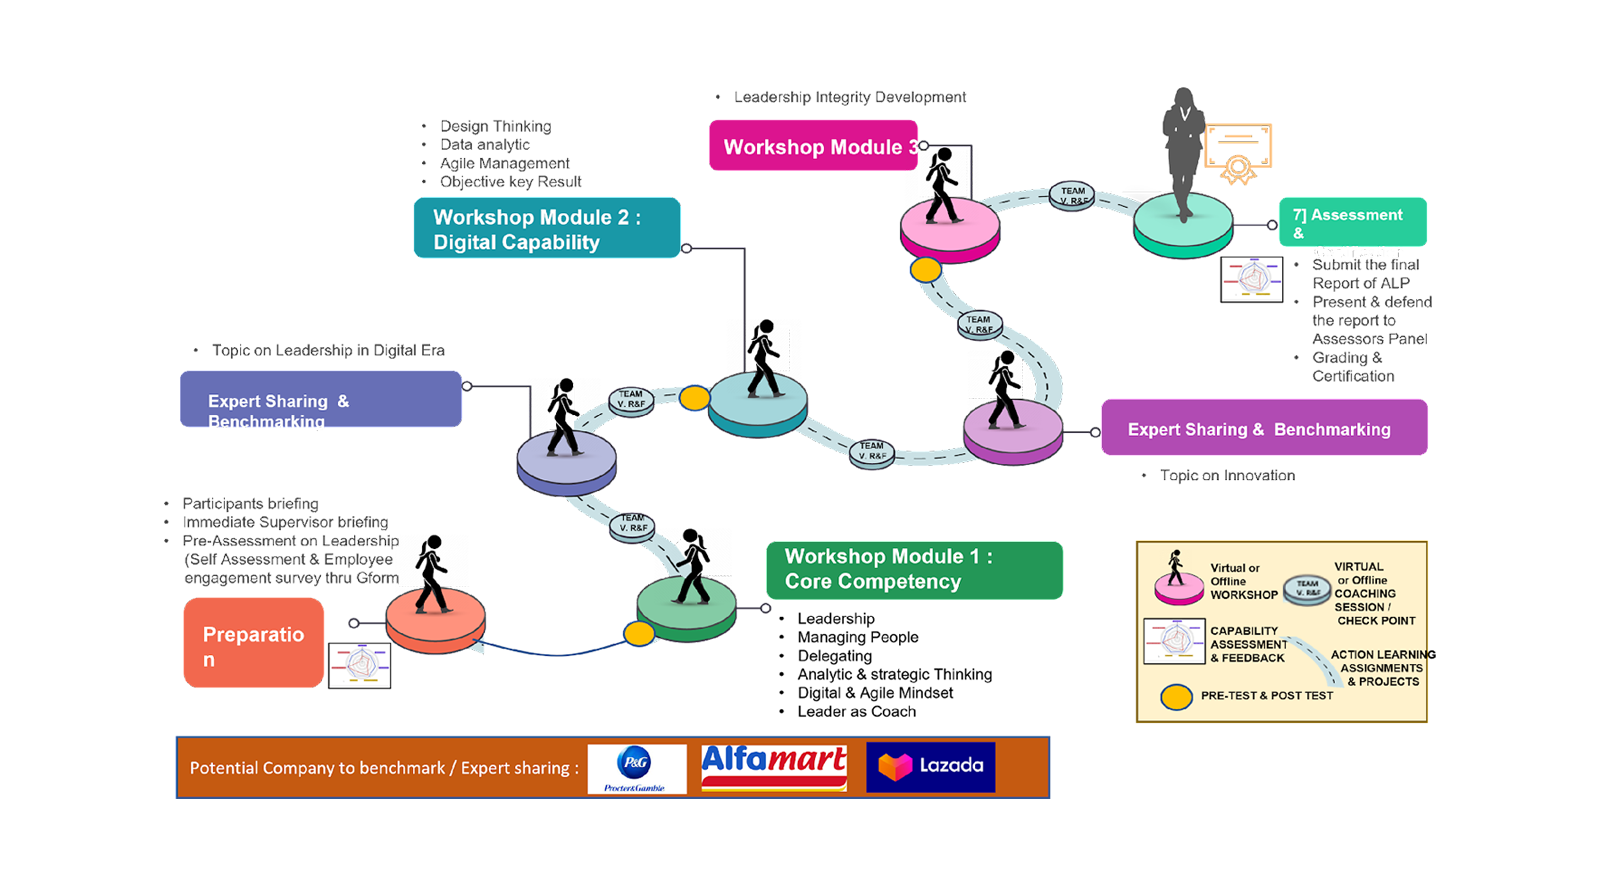 • Leadership Integrity Development
Workshop Module 3
• Design Thinking
• Data analytic
• Agile Management
• Objective key Result
Workshop Module 2 :
Digital Capability
TEAM
V. R&F
7] Assessment
&
• Submit the final
Report of ALP
• Present & defend
the report to
Assessors Panel
• Grading &
Certification
TEAM
V. R&F
• Topic on Leadership in Digital Era
Expert Sharing &
Benchmarking
TEAM
V. R&F
TEAM
V. R&F
Expert Sharing & Benchmarking
• Topic on Innovation
• Participants briefing
• Immediate Supervisor briefing
• Pre-Assessment on Leadership
(Self Assessment & Employee
engagement survey thru Gform
TEAM
V. R&F
Preparatio
n
Workshop Module 1 :
Core Competency
• Leadership
• Managing People
• Delegating
• Analytic & strategic Thinking
• Digital & Agile Mindset
• Leader as Coach
Virtual or
Offline
WORKSHOP
TEAM
V. R&F
VIRTUAL
or Offline
COACHING
SESSION /
CHECK POINT
CAPABILITY
ASSESSMENT
& FEEDBACK
ACTION LEARNING
ASSIGNMENTS
& PROJECTS
PRE-TEST & POST TEST
Potential Company to benchmark / Expert sharing :
P&G
Procter&Gamble
Alfamart
Lazada